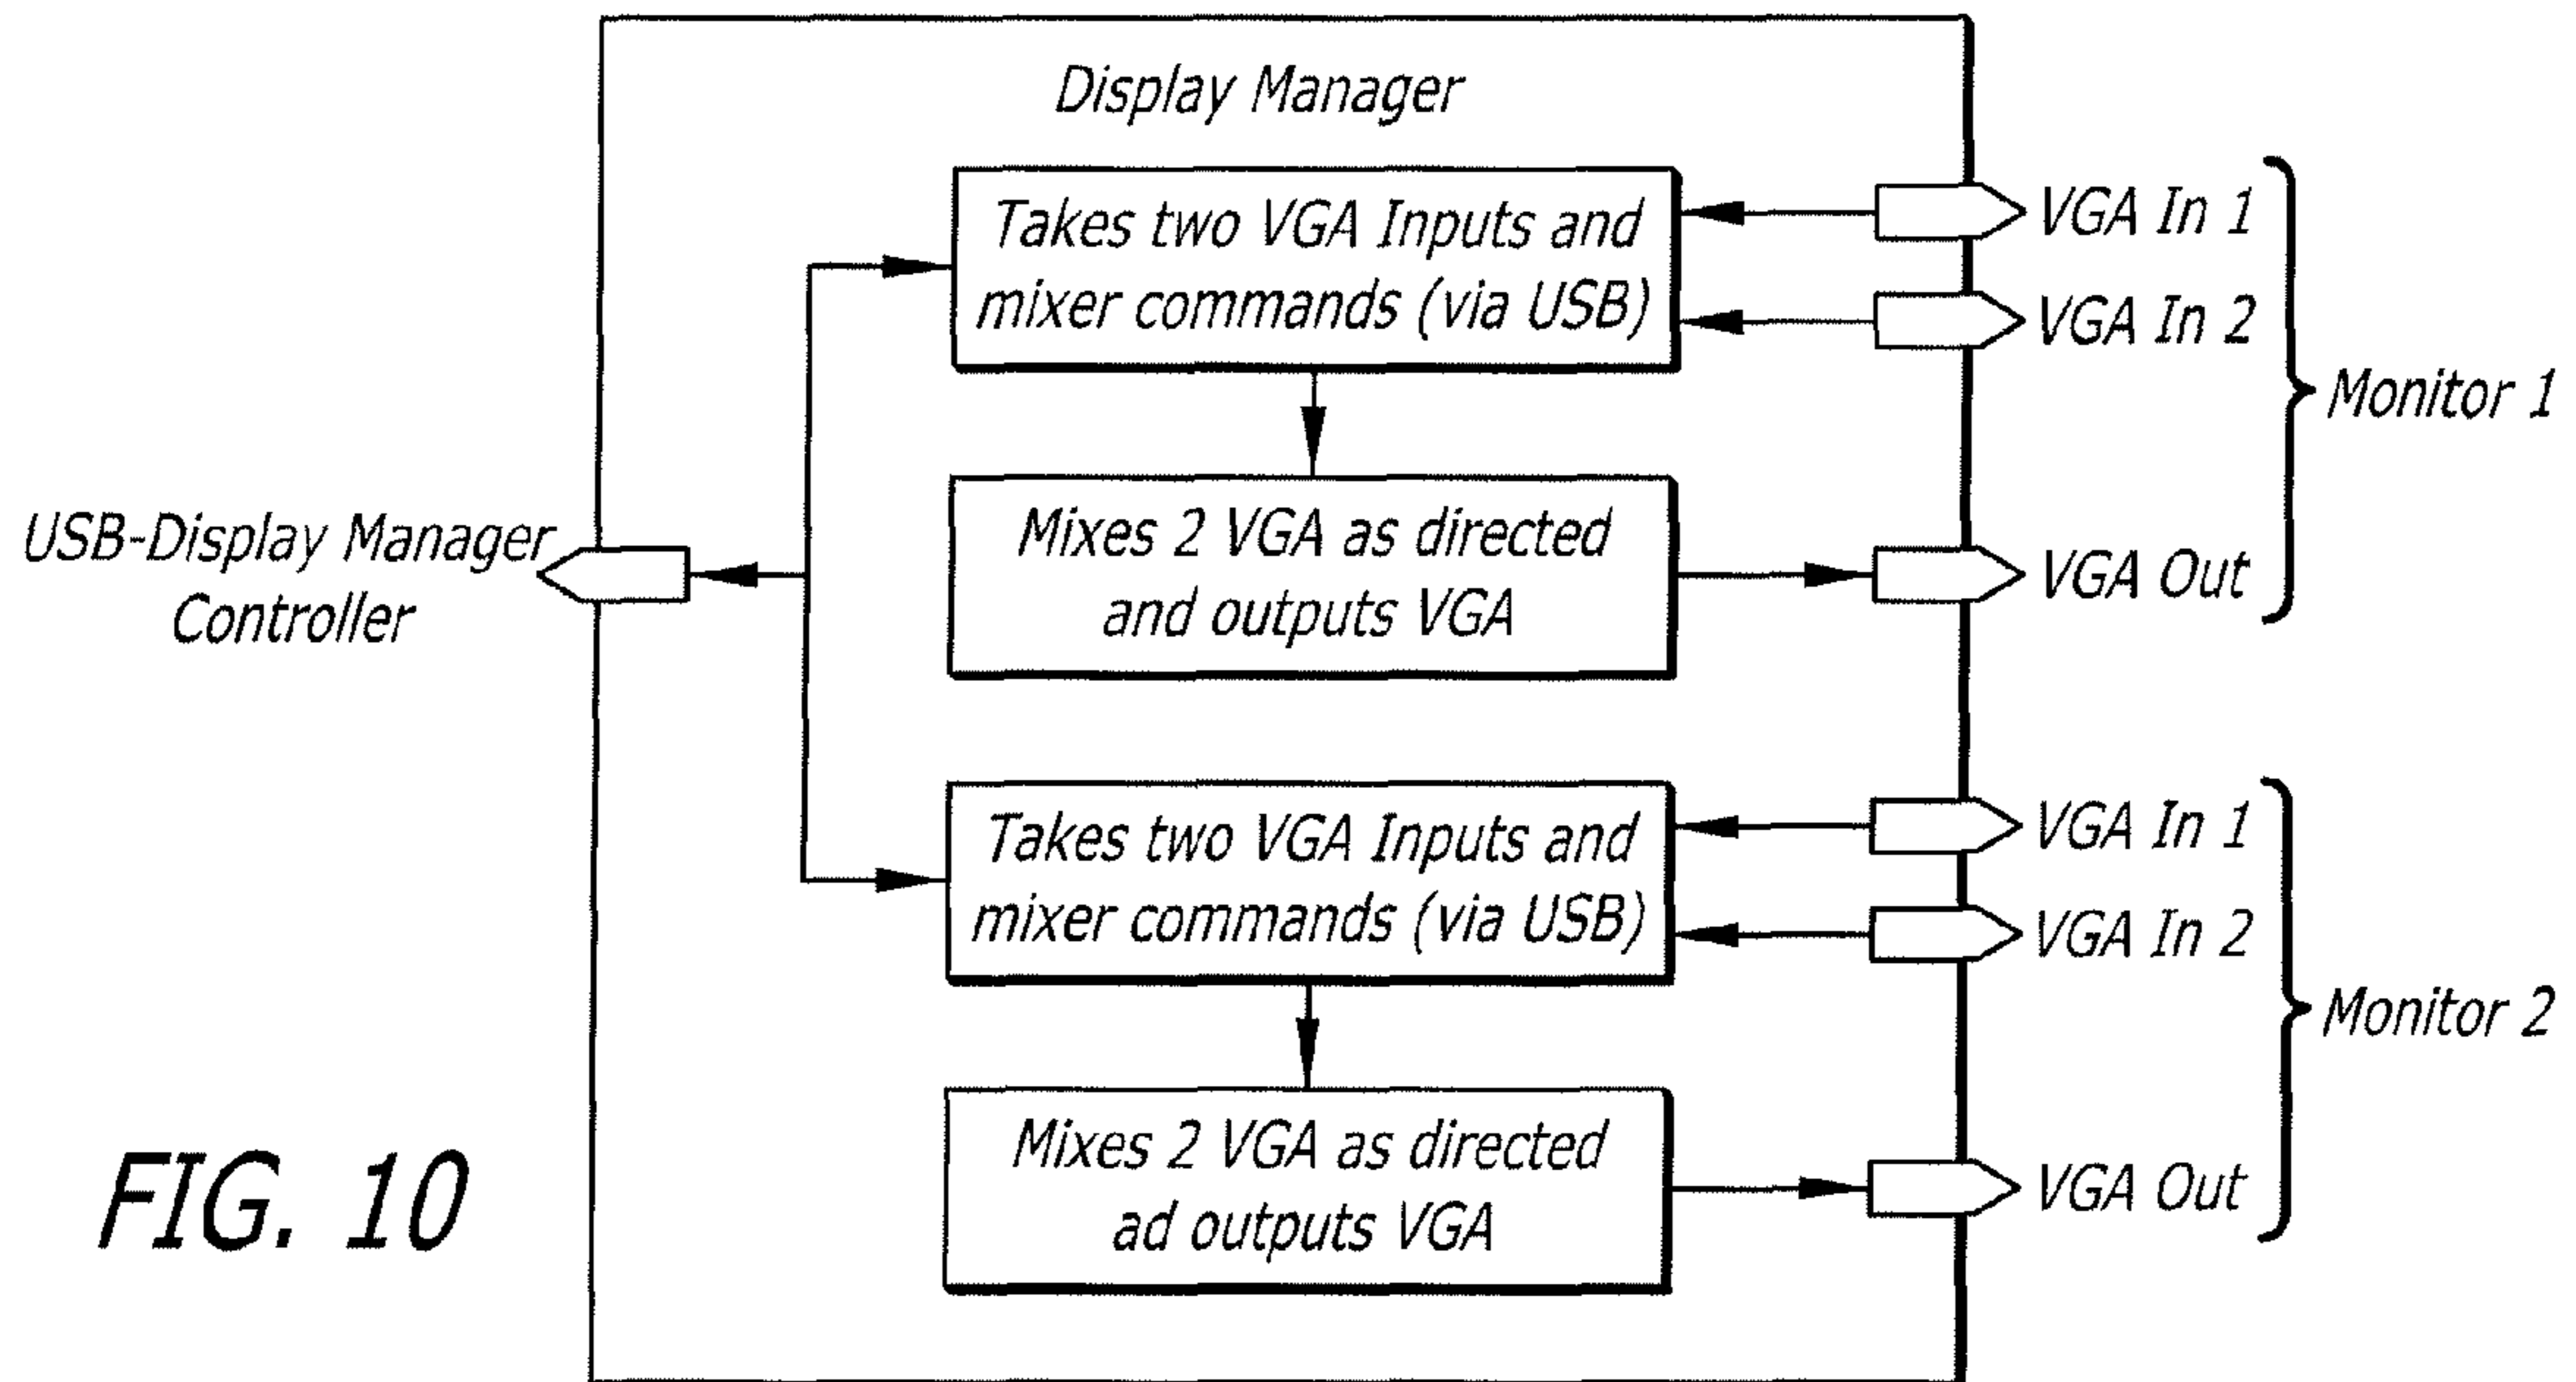 Display Manager
Takes two VGA Inputs and
mixer commands (via USB)
VGA In 1
VGA In 2
Monitor 1
Mixes 2 VGA as directed
and outputs VGA
VGA Out
USB-Display Manager
Controller
Takes two VGA Inputs and
mixer commands (via USB)
VGA In 1
VGA In 2
Monitor 2
Mixes 2 VGA as directed
ad outputs VGA
VGA Out
FIG. 10